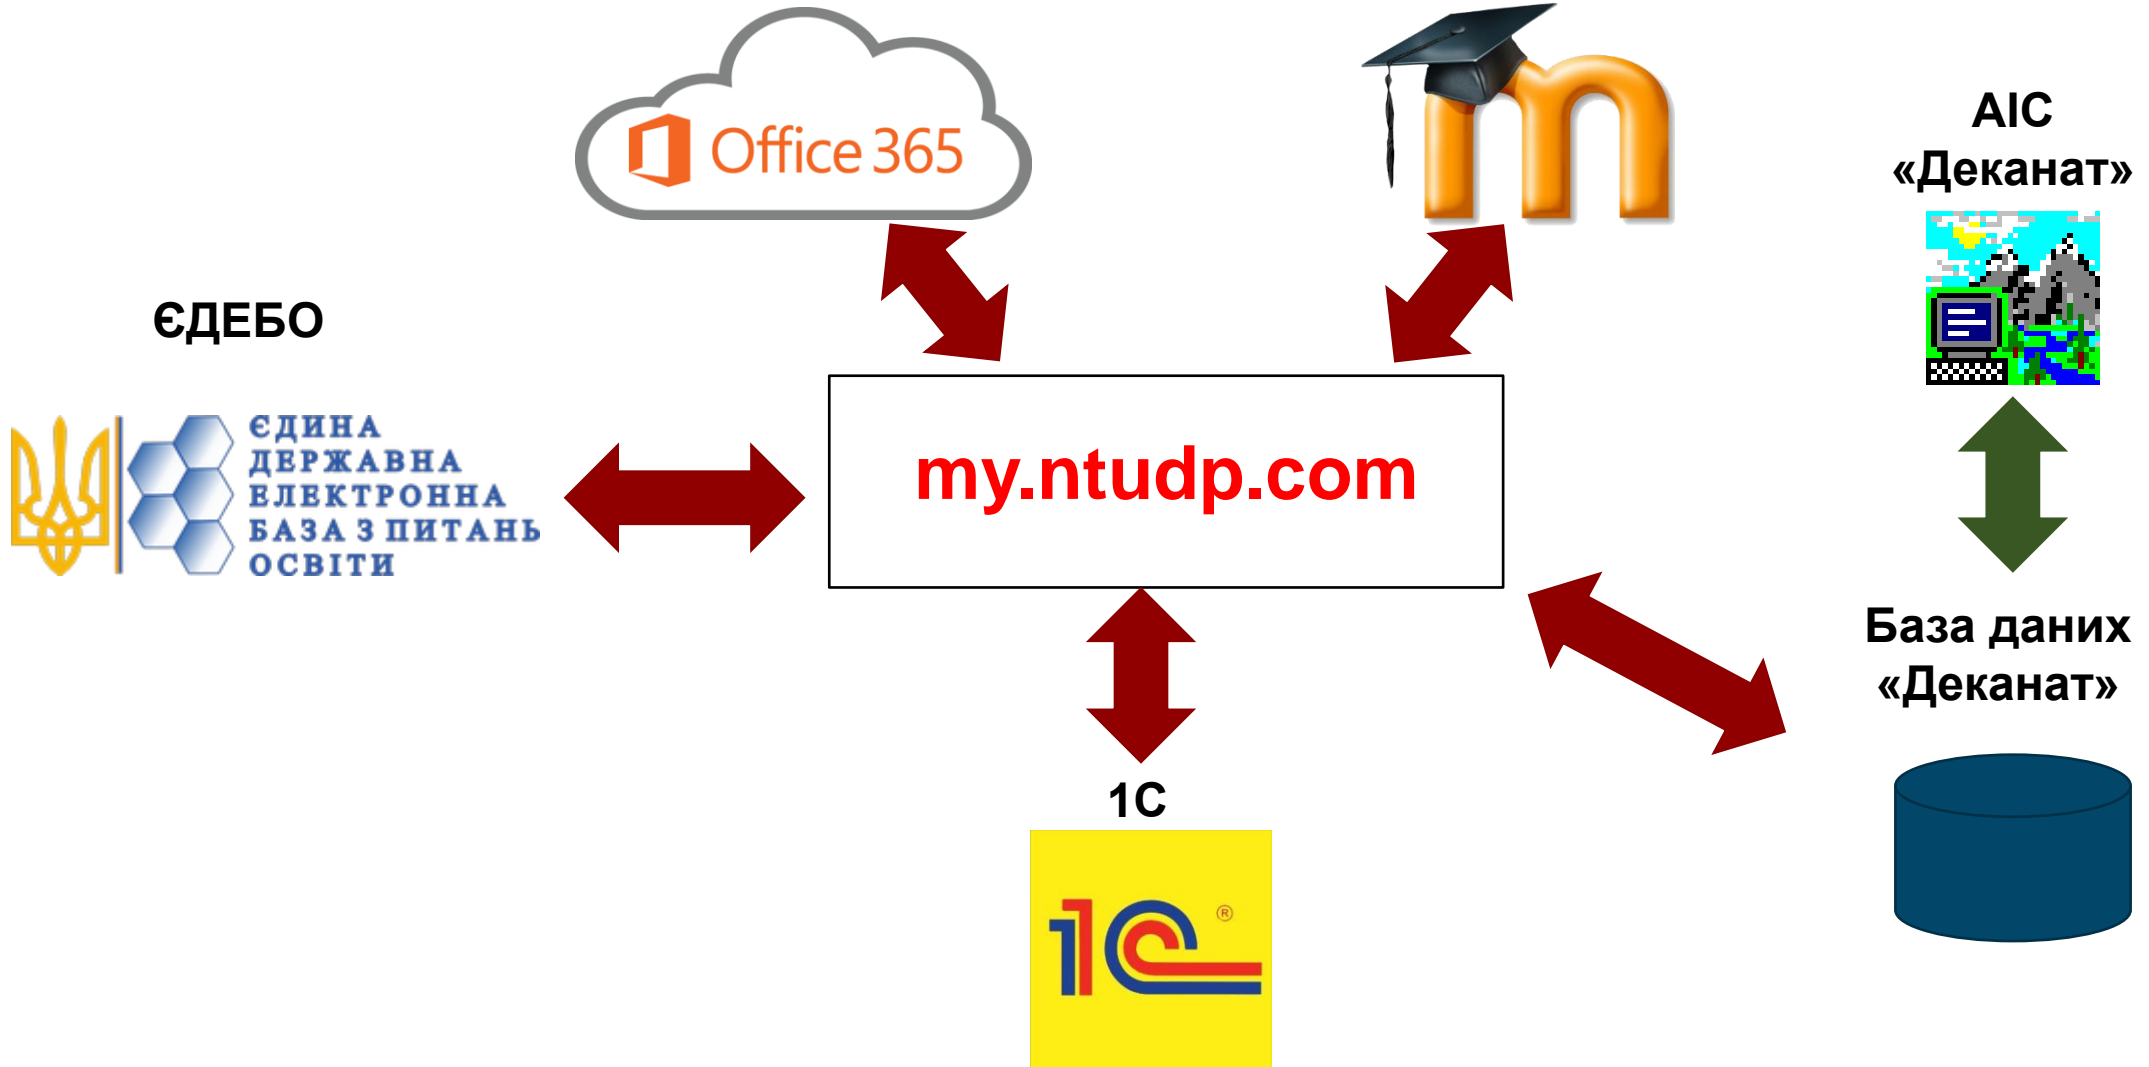 Office 365
m
АІС
«Деканат»
ЄДЕБО
ЄДИНА
ДЕРЖАВНА
ЕЛЕКТРОННА
БАЗА З ПИТАНЬ
ОСВІТИ
my.ntudp.com
База даних
«Деканат»
1С
1С ®